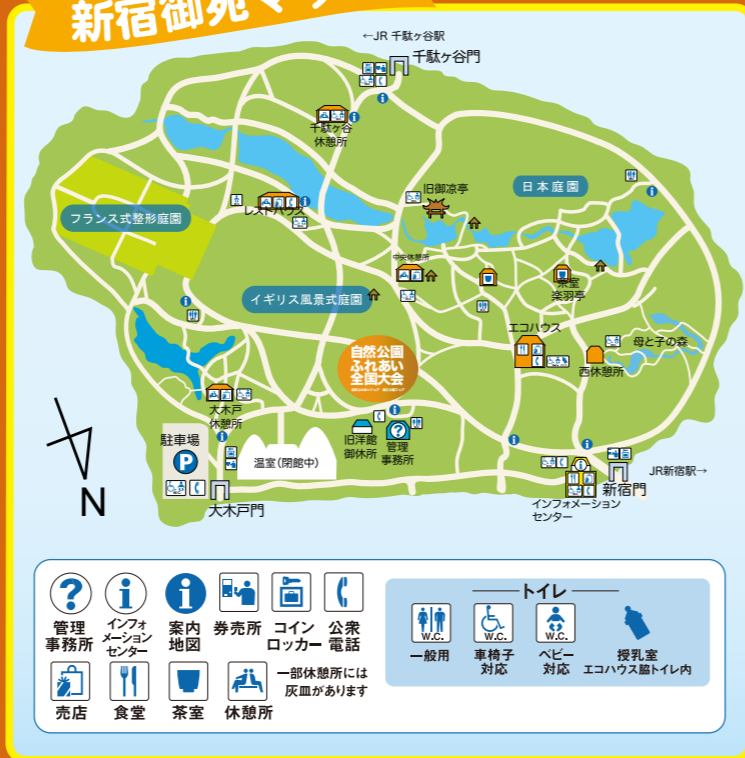 新宿御苑マ
←JR 千駄ヶ谷駅
千駄ヶ谷門
千駄ヶ谷
休憩所
旧御凉亭
日本庭園
レストハウス
フランス式整形庭園
中央休憩所
イギリス風景式庭園
茶室
楽羽亭
エコハウス
母と子の森
西休憩所
自然公園
ふれあい
全国大会
大木戸
休憩所
旧洋館
御休所
管理
事務所
駐車場
P
温室(閉館中)
JR新宿駅→
新宿門
インフォメーション
センター
大木戸門
N
管理
事務所
インフォ
メーション
センター
案内
地図
券売所
コイン
ロッカー
公衆
電話
売店
食堂
茶室
休憩所
一部休憩所には
灰皿があります
トイレ
W.C.
一般用
W.C.
車椅子
対応
W.C.
ベビー
対応
授乳室
エコハウス脇トイレ内